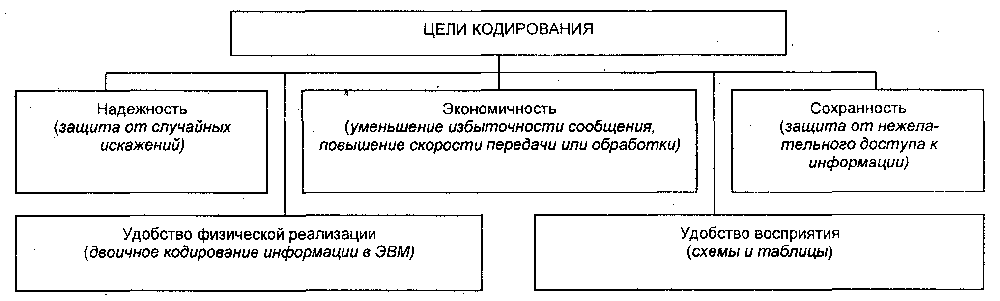 ЦЕЛИ КОДИРОВАНИЯ
Надежность
(защита от случайных
искажений)
Экономичность
(уменьшение избыточности сообщения,
повышение скорости передачи или обработки)
Сохранность
(защита от нежела-
тельного доступа к
информации)
Удобство физической реализации
(двоичное кодирование информации в ЭВМ)
Удобство восприятия
(схемы и таблицы)